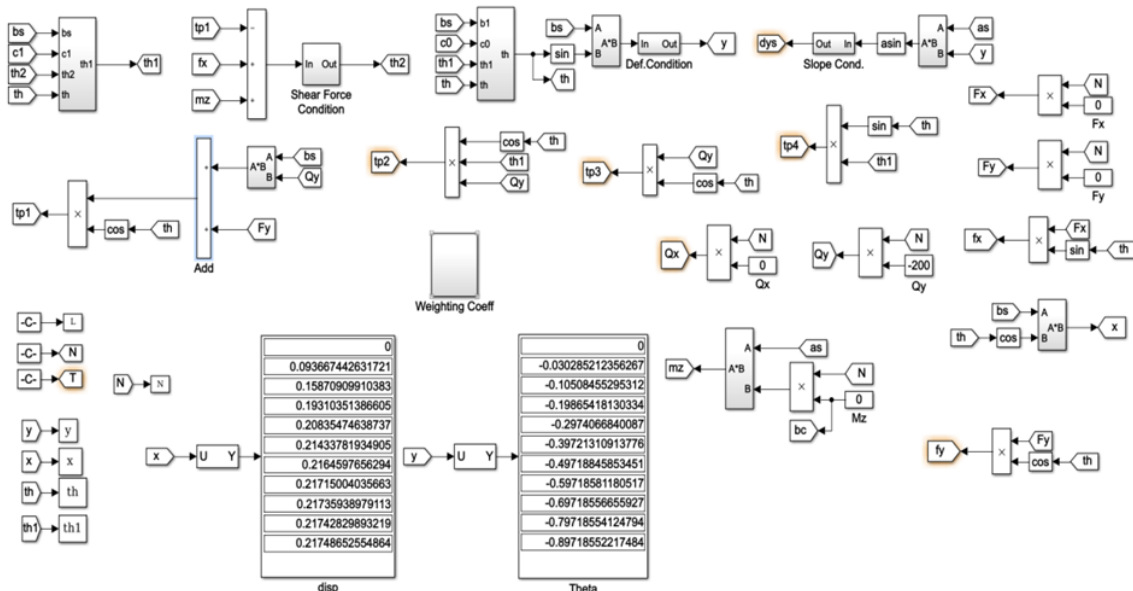 bs
c1
th2
th
bs
c1
th2
th
th1
th1
tp1
fx
mz
In Out
Shear Force
Condition
th2
bs
c0
th1
th
b1
c0
th1
th
th
sin
th
bs
A
B
A*B
In Out
Def.Condition
y
dys
Out In
Slope Cond.
asin
A*B
A
B
as
y
Fx
×
N
0
Fx
Fy
×
N
0
Fy
tp1
×
cos
th
Add
A*B
A
B
bs
Qy
Fy
tp2
×
cos
th
th1
Qy
tp3
×
Qy
cos
th
tp4
×
sin
th
th1
Weighting Coeff
Qx
×
N
0
Qx
Qy
×
N
-200
Qy
fx
×
Fx
sin
th
bs
th
cos
A
B
A*B
x
-C-
L
-C-
N
-C-
T
N
N
y
y
x
x
th
th
th1
th1
x
U Y
0
0.093667442631721
0.15870909910383
0.19310351386605
0.20835474638737
0.21433781934905
0.2164597656294
0.21715004035663
0.21735938979113
0.21742829893219
0.21748652554864
disp
y
U Y
0
-0.030285212356267
-0.10508455295312
-0.19865418130334
-0.2974066840087
-0.39721310913776
-0.49718845853451
-0.59718581180517
-0.69718556655927
-0.79718554124794
-0.89718552217484
Theta
mz
A*B
A
B
as
×
N
0
Mz
bc
fy
×
Fy
cos
th